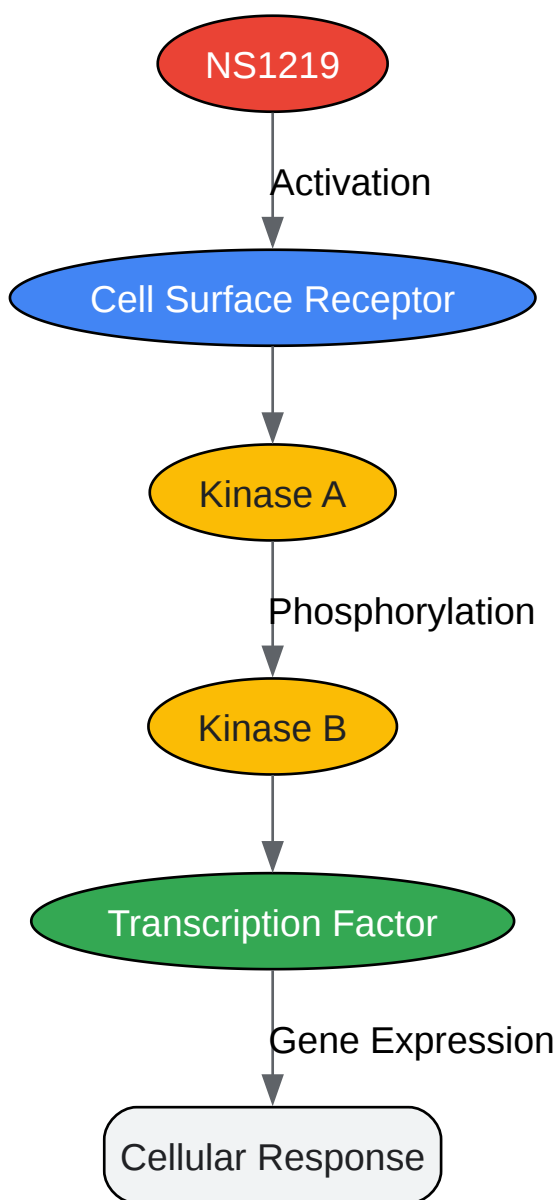 NS1219
Activation
Cell Surface Receptor
Kinase A
Phosphorylation
Kinase B
Transcription Factor
Gene Expression
Cellular Response